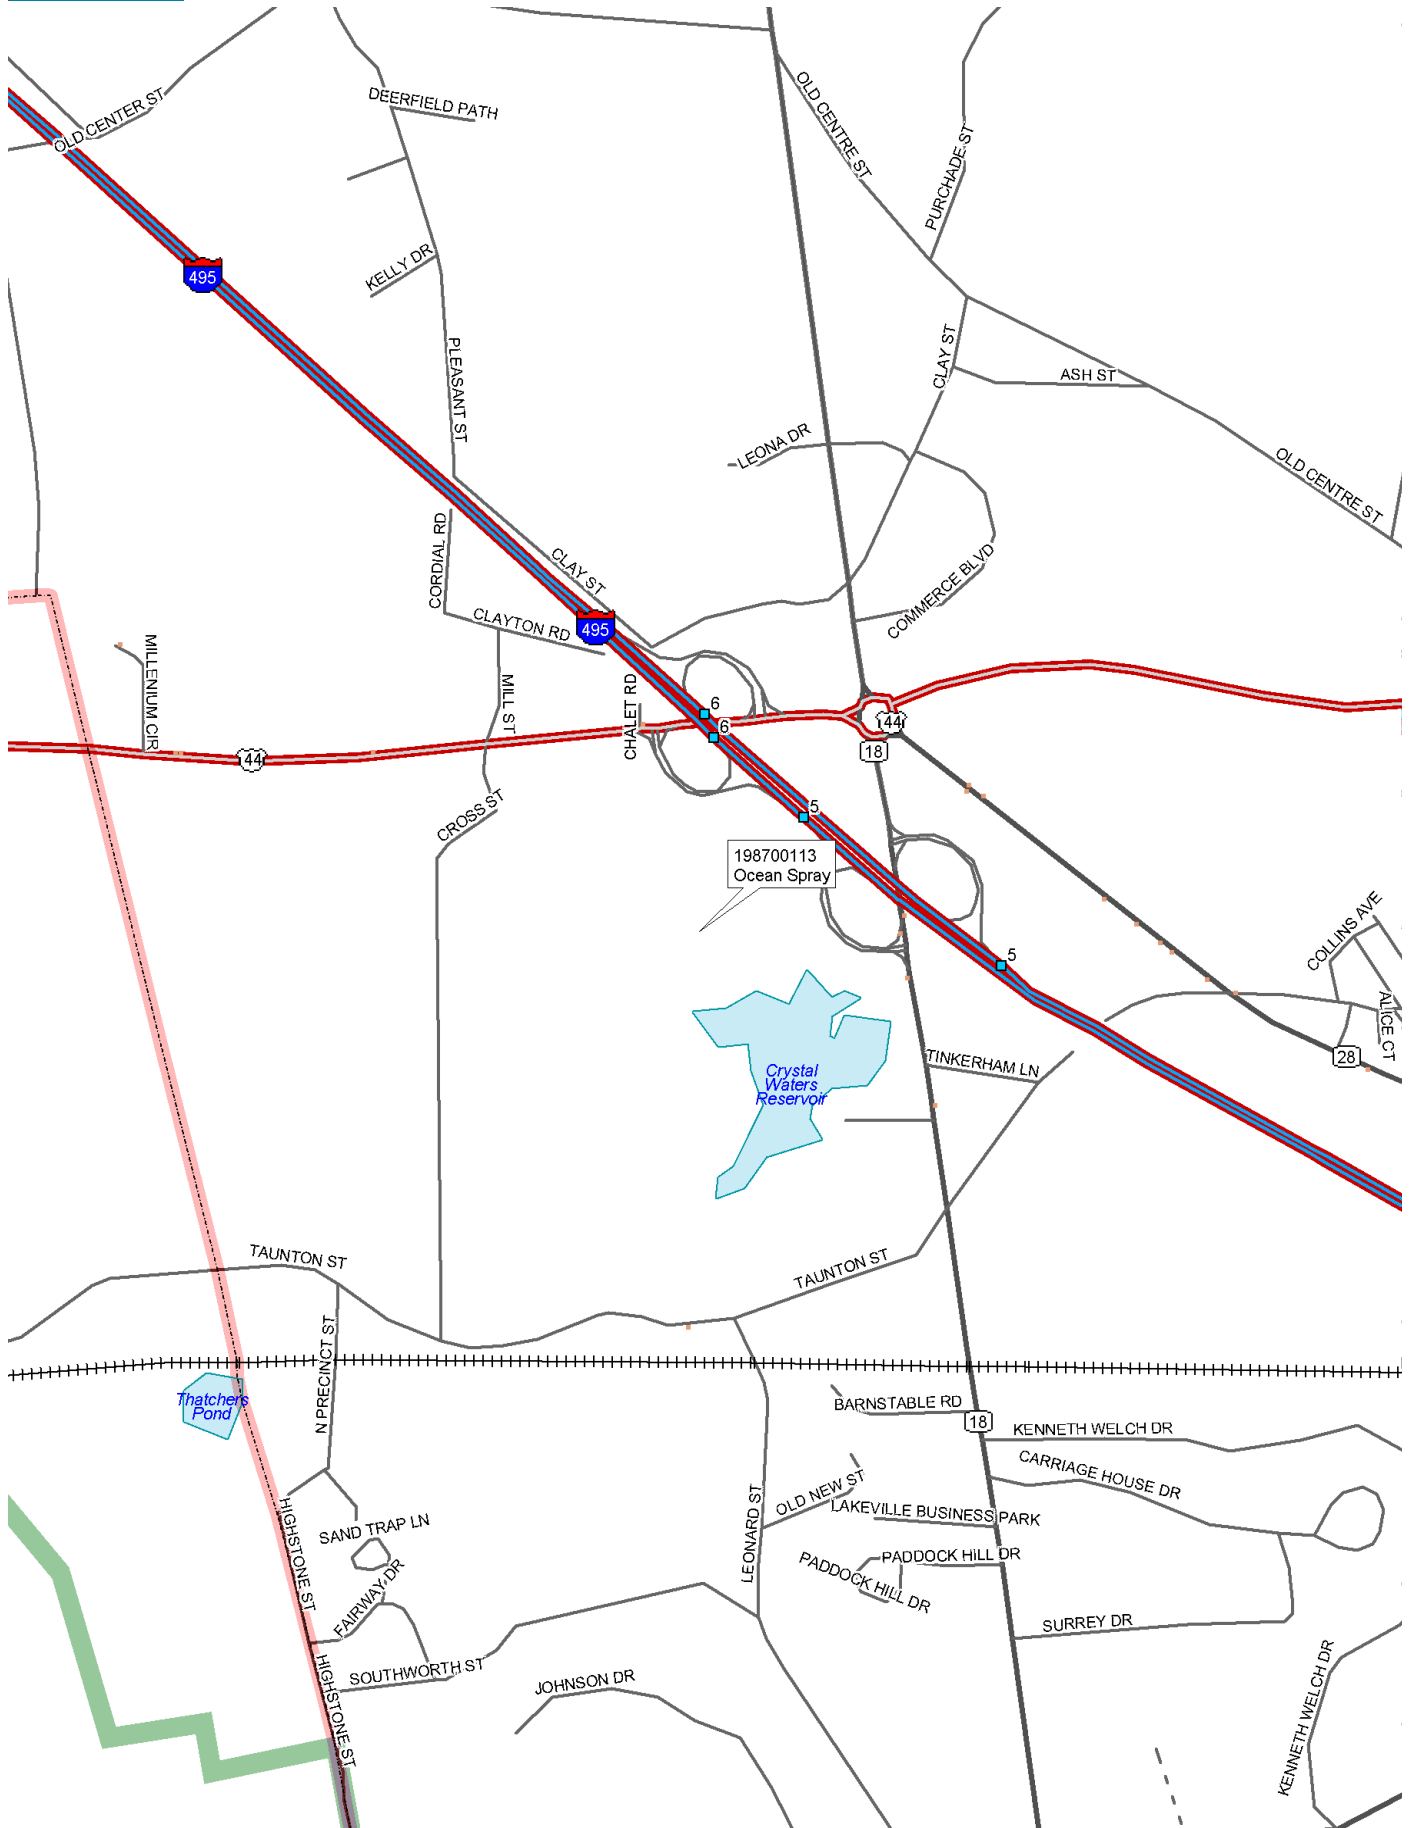 DEERFIELD PATH
OLD CENTER ST
OLD CENTRE ST
PURCHADE ST
KELLY DR
495
PLEASANT ST
CLAY ST
ASH ST
LEONA DR
OLD CENTRE ST
CORDIAL RD
CLAY ST
COMMERCE BLVD
CLAYTON RD
495
MILLENIUM CIR
MILL ST
CHALET RD
6
6
44
44
18
5
CROSS ST
198700113
Ocean Spray
COLLINS AVE
5
ALICE CT
28
TINKERHAM LN
Crystal
Waters
Reservoir
TAUNTON ST
TAUNTON ST
N PRECINCT ST
Thatchers
Pond
BARNSTABLE RD
18
KENNETH WELCH DR
CARRIAGE HOUSE DR
OLD NEW ST
LEONARD ST
LAKEVILLE BUSINESS PARK
HIGHSTONE ST
SAND TRAP LN
PADDOCK HILL DR
PADDOCK HILL DR
FAIRWAY DR
SURREY DR
SOUTHWORTH ST
HIGHSTONE ST
JOHNSON DR
KENNETH WELCH DR